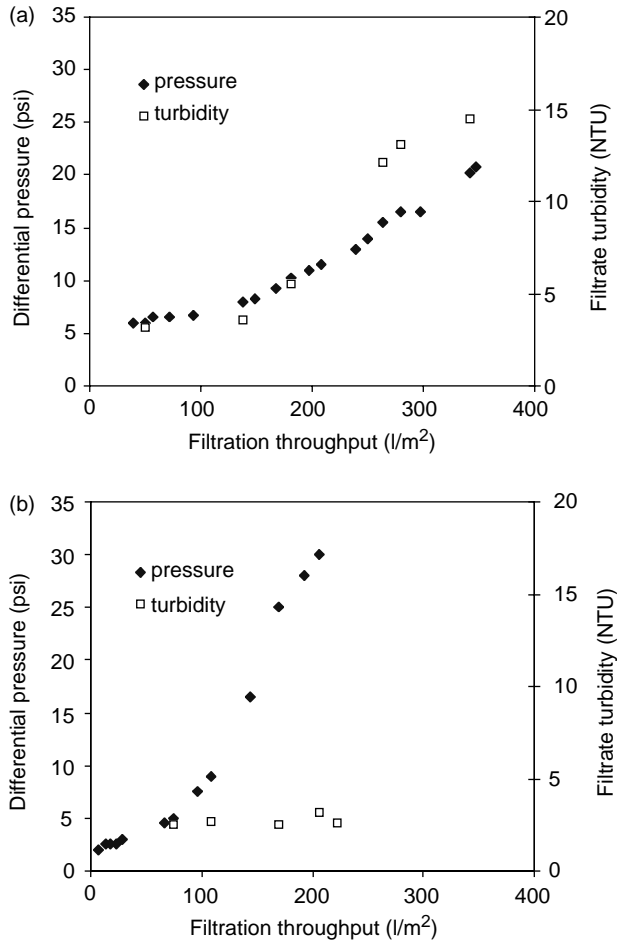 (a)
35
30
25
20
15
10
5
0
Differential pressure (psi)
pressure
turbidity
20
15
10
5
0
Filtrate turbidity (NTU)
0 100 200 300 400
Filtration throughput (l/m²)
(b)
35
30
25
20
15
10
5
0
Differential pressure (psi)
pressure
turbidity
20
15
10
5
0
Filtrate turbidity (NTU)
0 100 200 300 400
Filtration throughput (l/m²)